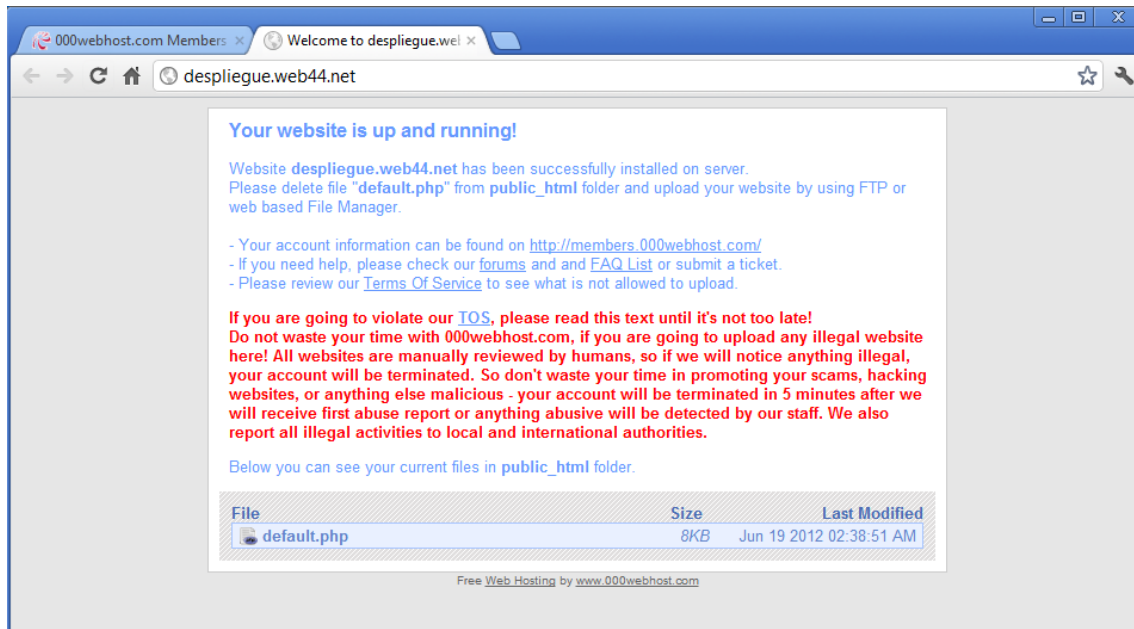 000webhost.com Members
Welcome to despliegue.wel
despliegue.web44.net
Your website is up and running!
Website despliegue.web44.net has been successfully installed on server.
Please delete file "default.php" from public_html folder and upload your website by using FTP or
web based File Manager.
- Your account information can be found on http://members.000webhost.com/
- If you need help, please check our forums and and FAQ List or submit a ticket.
- Please review our Terms Of Service to see what is not allowed to upload.
If you are going to violate our TOS, please read this text until it's not too late!
Do not waste your time with 000webhost.com, if you are going to upload any illegal website
here! All websites are manually reviewed by humans, so if we will notice anything illegal,
your account will be terminated. So don't waste your time in promoting your scams, hacking
websites, or anything else malicious - your account will be terminated in 5 minutes after we
will receive first abuse report or anything abusive will be detected by our staff. We also
report all illegal activities to local and international authorities.
Below you can see your current files in public_html folder.
File Size Last Modified
default.php 8KB Jun 19 2012 02:38:51 AM
Free Web Hosting by www.000webhost.com